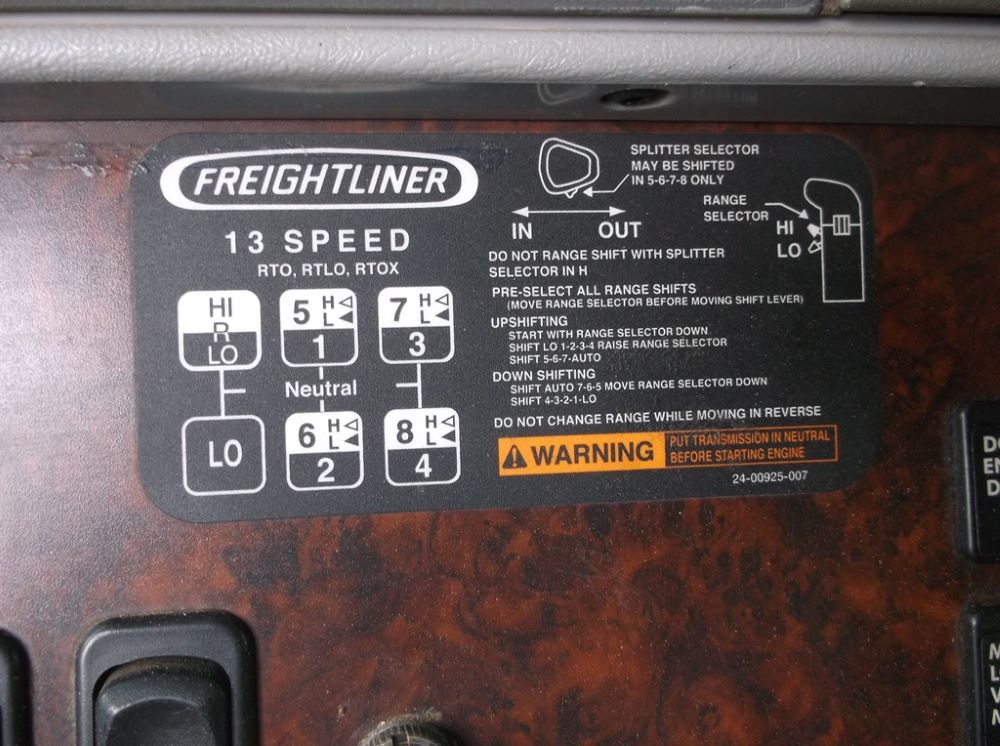 FREIGHTLINER
13 SPEED
RTO, RTLO, RTOX
HI
R
LO
5 H L
1
7 H L
3
Neutral
LO
6 H L
2
8 H L
4
SPLITTER SELECTOR
MAY BE SHIFTED
IN 5-6-7-8 ONLY
RANGE
SELECTOR
HI
LO
IN OUT
DO NOT RANGE SHIFT WITH SPLITTER
SELECTOR IN H
PRE-SELECT ALL RANGE SHIFTS
(MOVE RANGE SELECTOR BEFORE MOVING SHIFT LEVER)
UPSHIFTING
START WITH RANGE SELECTOR DOWN
SHIFT LO 1-2-3-4 RAISE RANGE SELECTOR
SHIFT 5-6-7-AUTO
DOWN SHIFTING
SHIFT AUTO 7-6-5 MOVE RANGE SELECTOR DOWN
SHIFT 4-3-2-1-LO
DO NOT CHANGE RANGE WHILE MOVING IN REVERSE
WARNING
PUT TRANSMISSION IN NEUTRAL
BEFORE STARTING ENGINE
24-00925-007